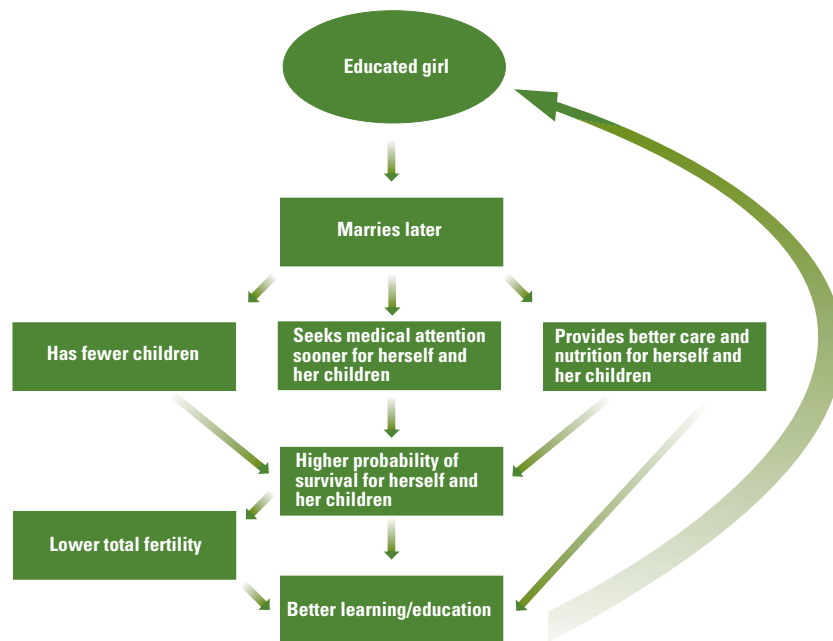 Educated girl
Marries later
Has fewer children
Seeks medical attention
sooner for herself and
her children
Provides better care and
nutrition for herself and
her children
Higher probability of
survival for herself and
her children
Lower total fertility
Better learning/education